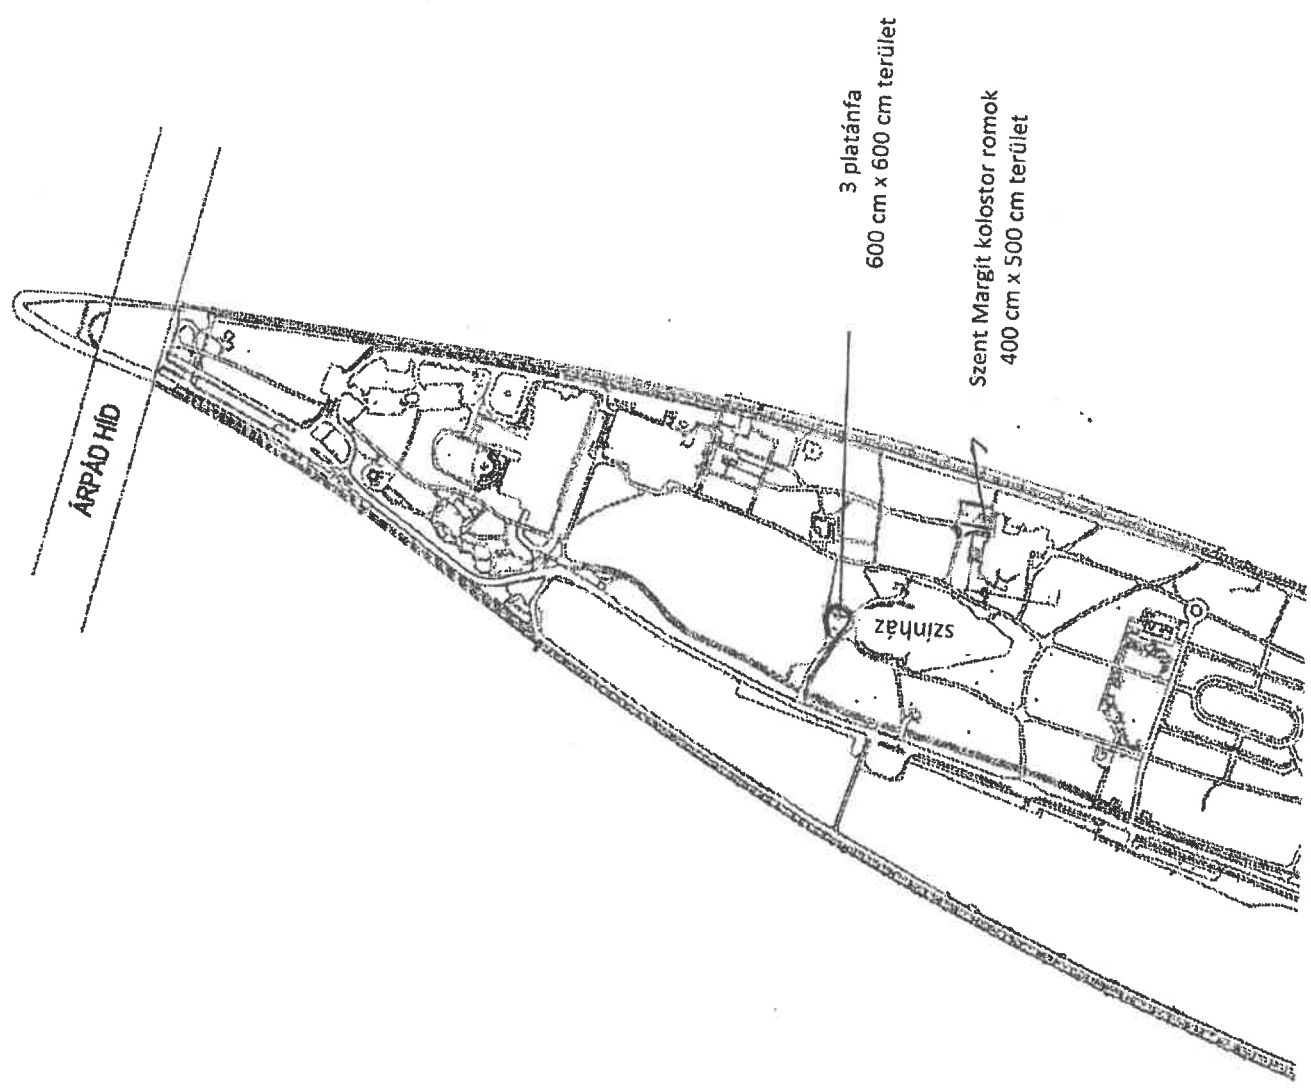 ÁRPÁD HÍD
3 platánfa
600 cm x 600 cm terület
Szent Margit kolostor romok
400 cm x 500 cm terület
színház